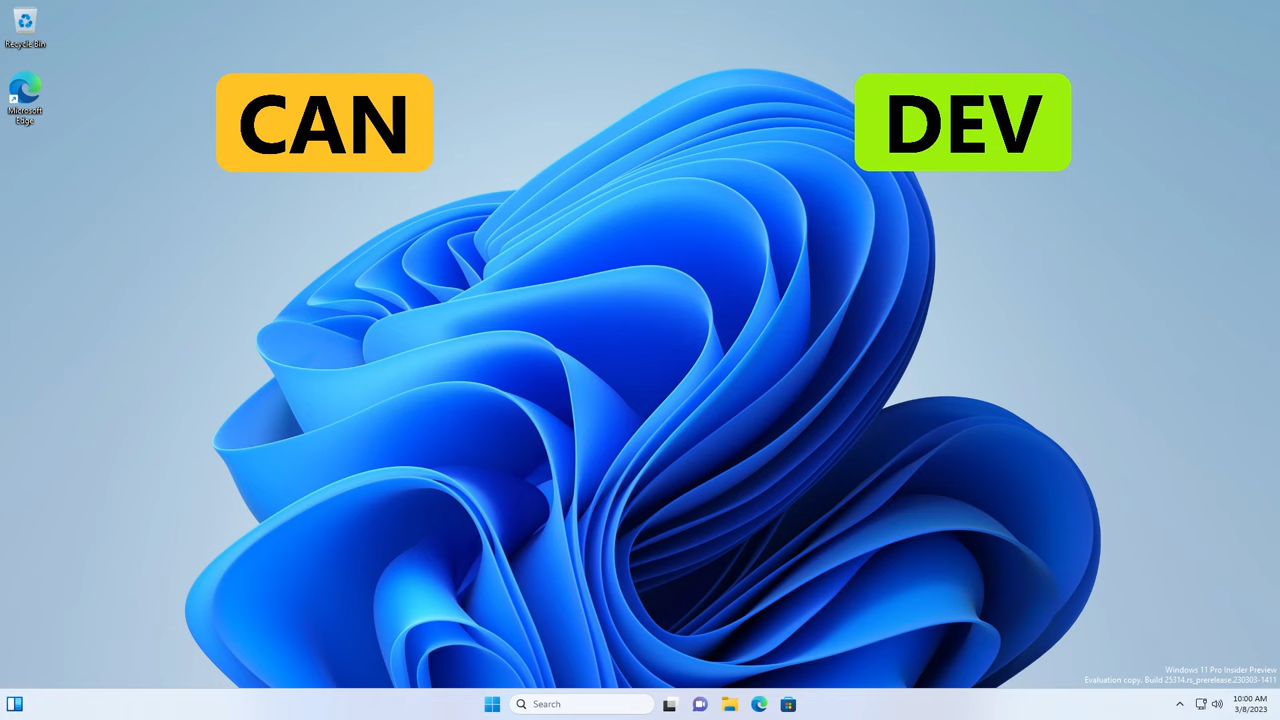 Recycle Bin
Microsoft
Edge
CAN
DEV
Windows 11 Pro Insider Preview
Evaluation copy. Build 25314.rs_prerelease.230303-1411
Search
10:00 AM
3/8/2023